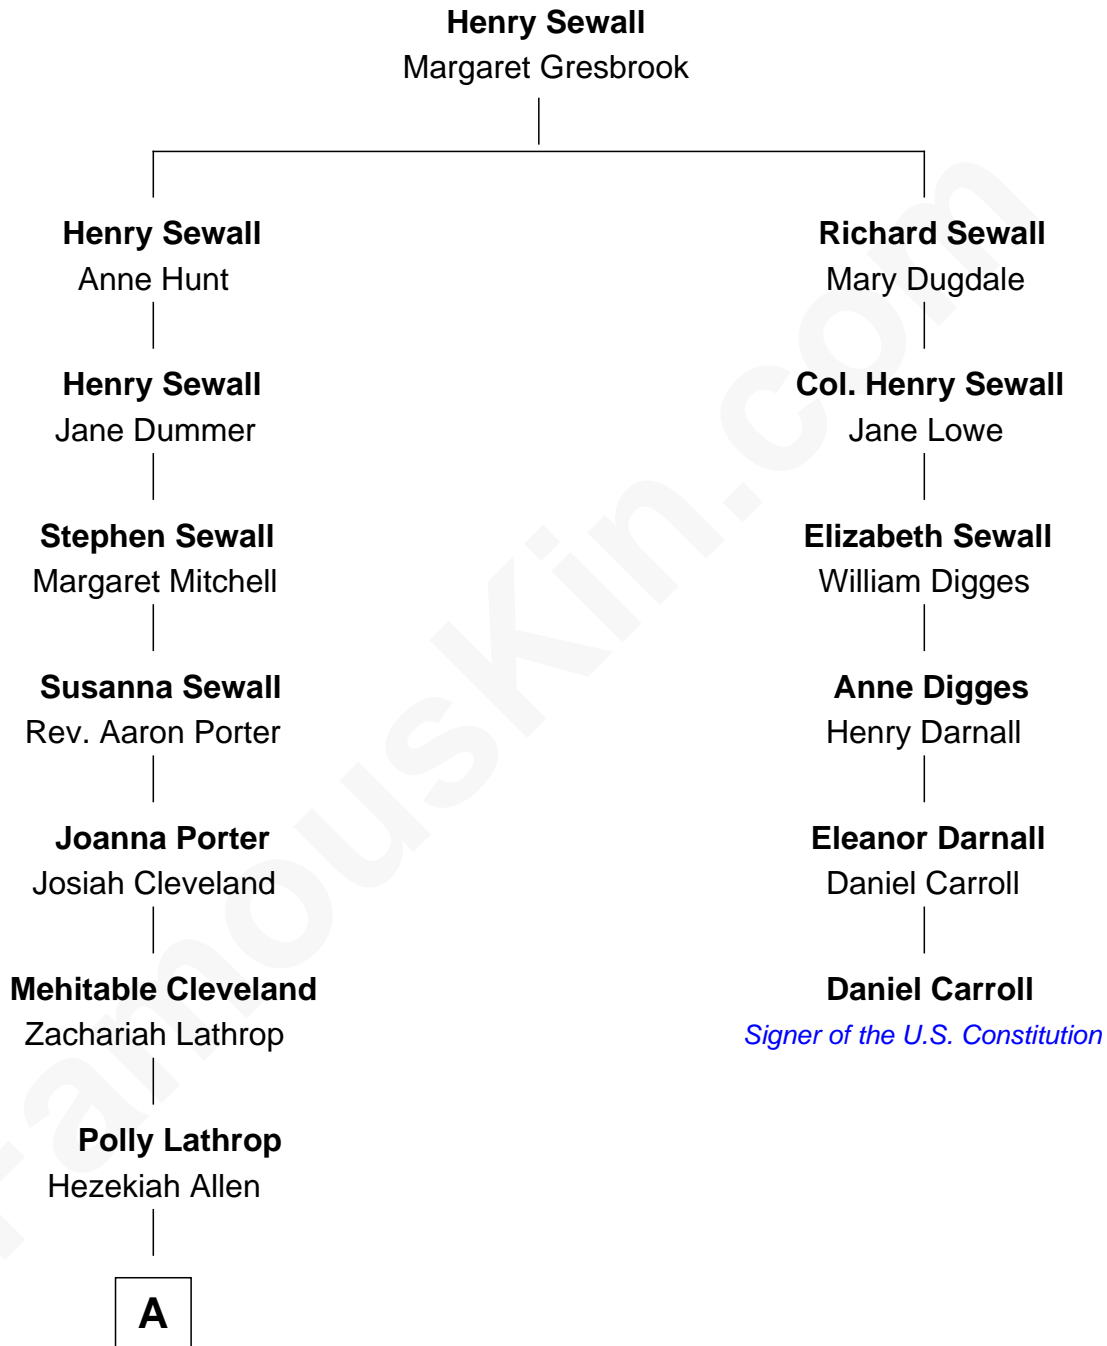 Henry Sewall
Margaret Gresbrook
Henry Sewall
Anne Hunt
Henry Sewall
Jane Dummer
Stephen Sewall
Margaret Mitchell
Susanna Sewall
Rev. Aaron Porter
Joanna Porter
Josiah Cleveland
Mehitable Cleveland
Zachariah Lathrop
Polly Lathrop
Hezekiah Allen
A
Richard Sewall
Mary Dugdale
Col. Henry Sewall
Jane Lowe
Elizabeth Sewall
William Digges
Anne Digges
Henry Darnall
Eleanor Darnall
Daniel Carroll
Daniel Carroll
Signer of the U.S. Constitution
FamousKin.com